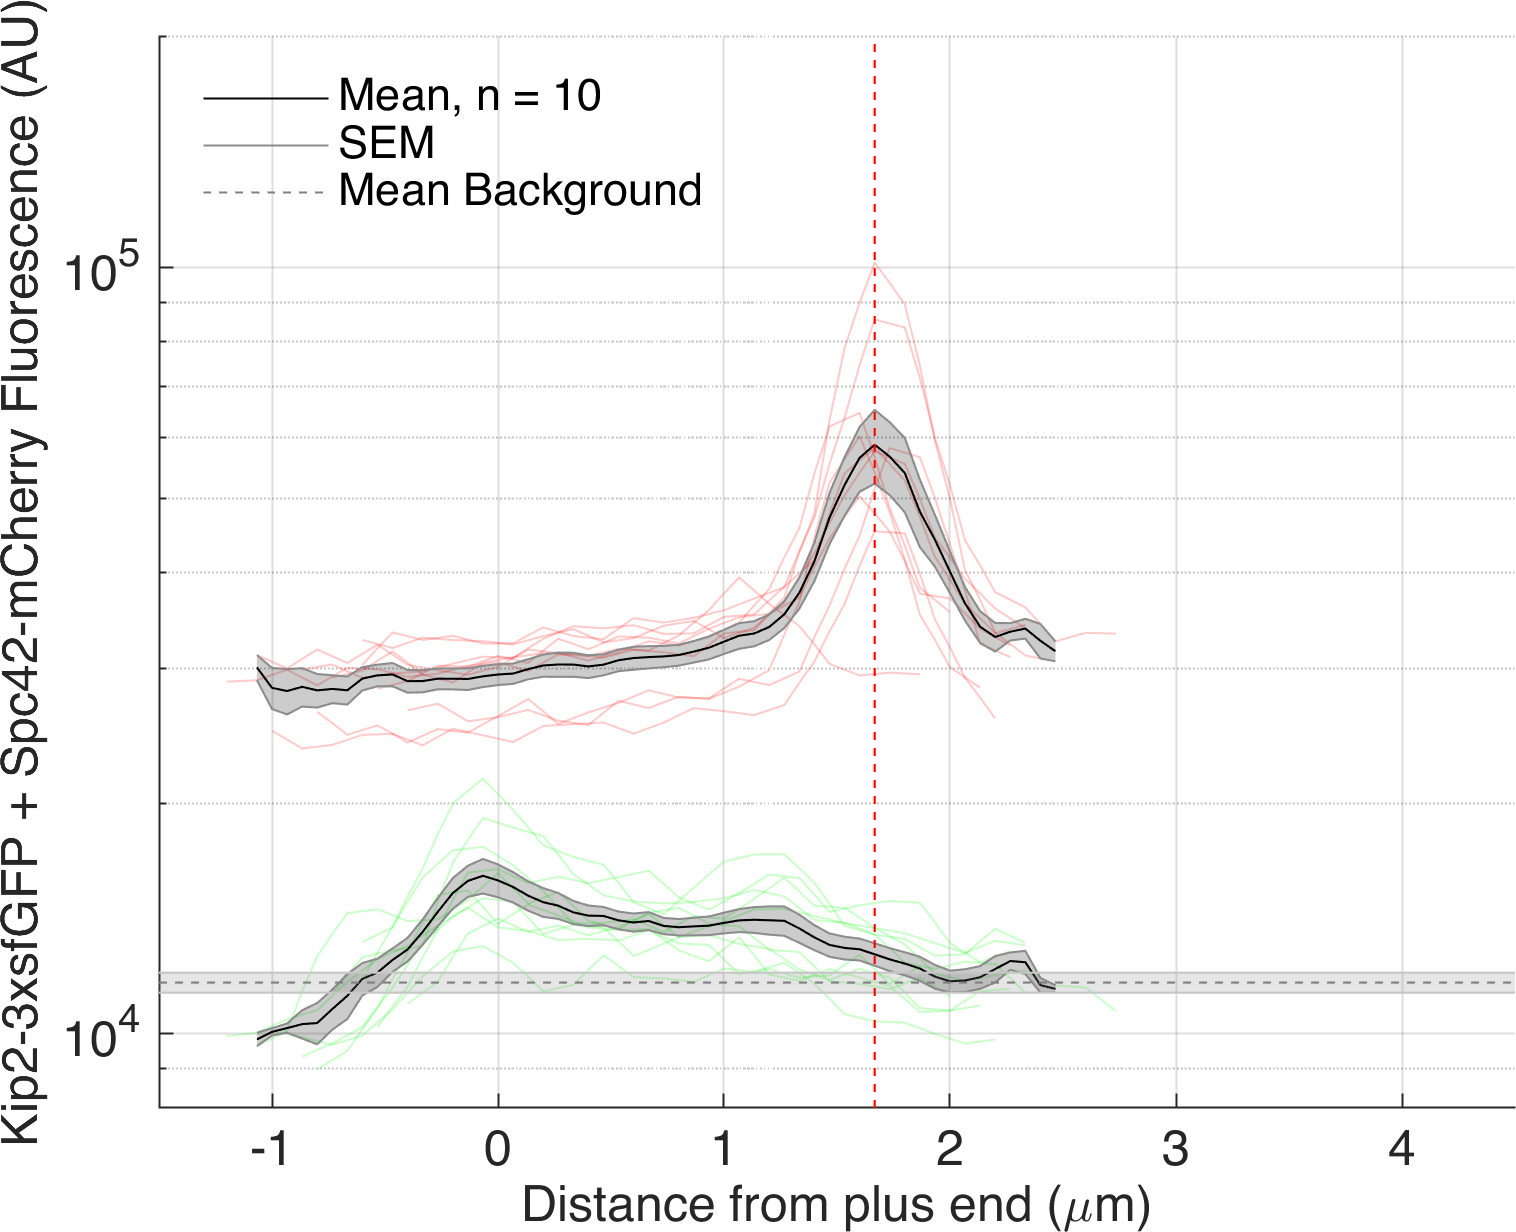 Kip2-3xsfGFP + Spc42-mCherry Fluorescence (AU)
Mean, n = 10
SEM
Mean Background
10^5
10^4
-1 0 1 2 3 4
Distance from plus end (μm)